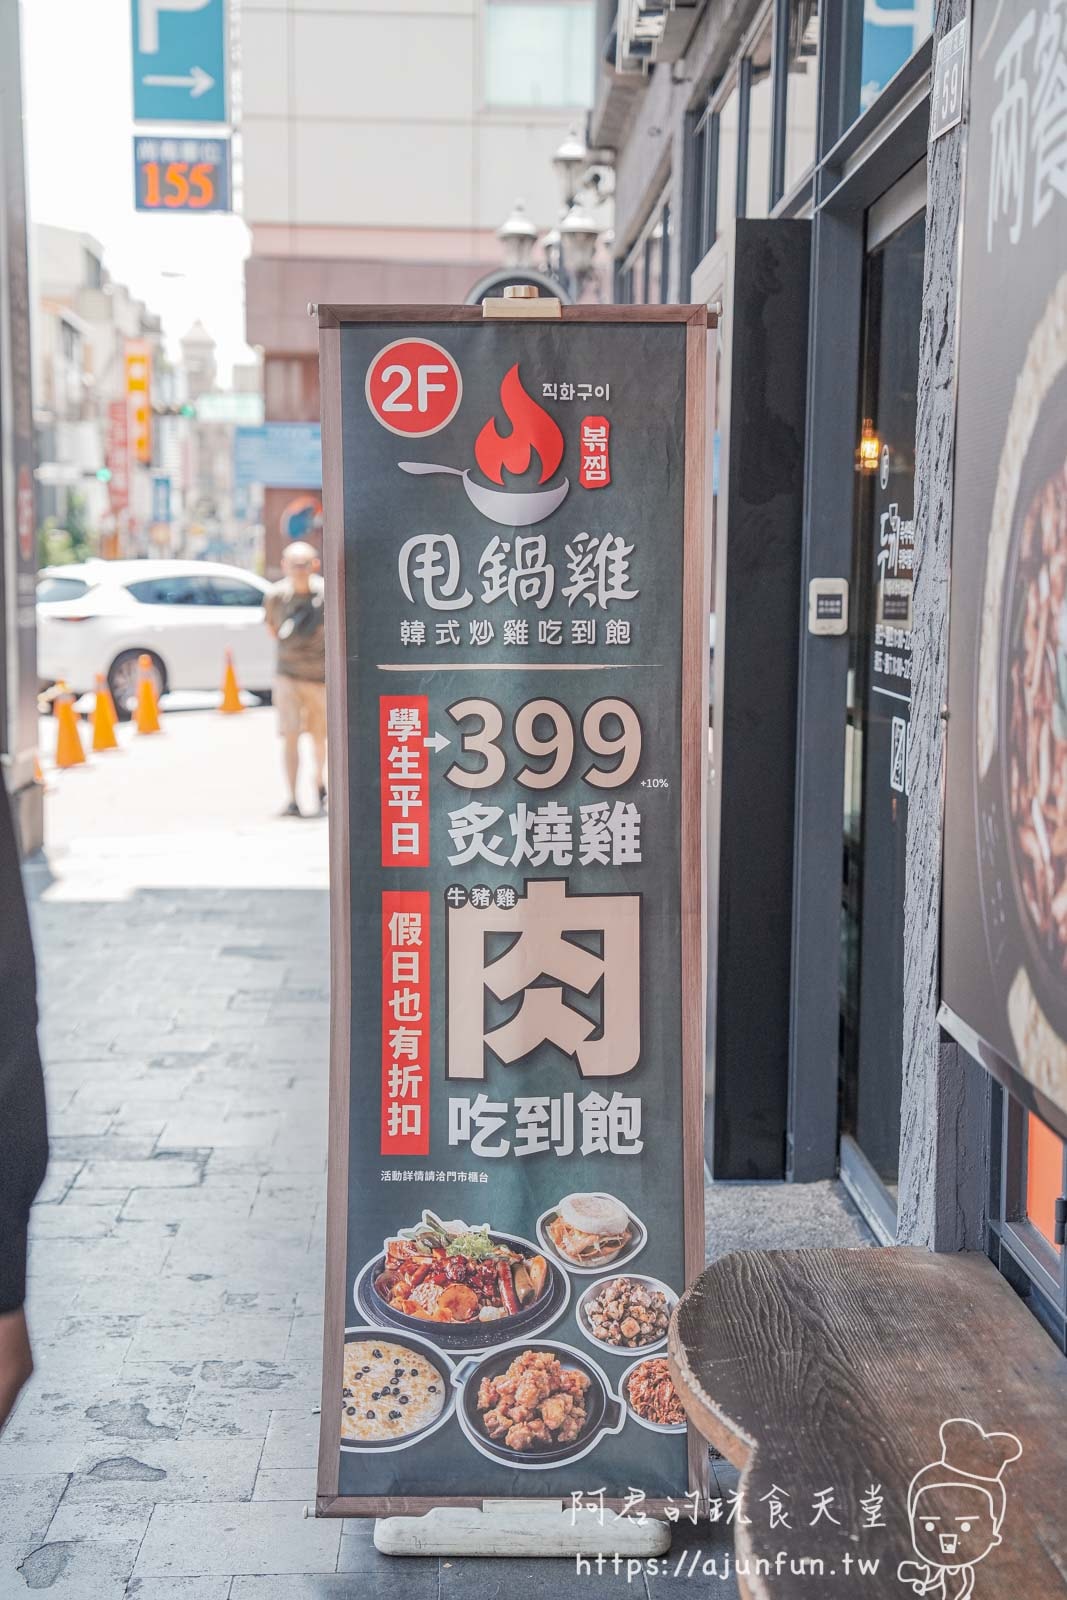 P
155
59
2F
직화구이
볶찜
甩鍋雞
韓式炒雞吃到飽
學生平日
399
+10%
炙燒雞
牛豬雞
肉
吃到飽
假日也有折扣
活動詳情請洽門市櫃台
阿君的玩食天堂
https://ajunfun.tw